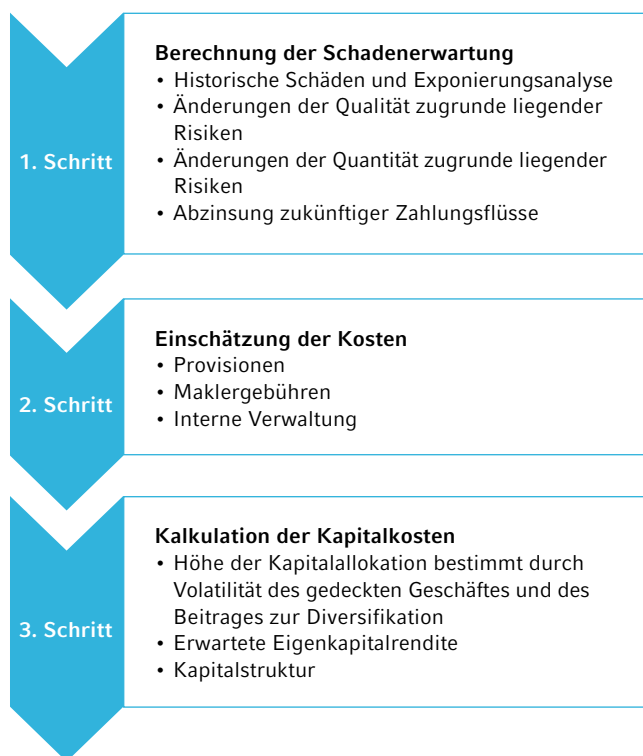 1. Schritt
Berechnung der Schadenerwartung
• Historische Schäden und Exponierungsanalyse
• Änderungen der Qualität zugrunde liegender
Risiken
• Änderungen der Quantität zugrunde liegender
Risiken
• Abzinsung zukünftiger Zahlungsflüsse
2. Schritt
Einschätzung der Kosten
• Provisionen
• Maklergebühren
• Interne Verwaltung
3. Schritt
Kalkulation der Kapitalkosten
• Höhe der Kapitalallokation bestimmt durch
Volatilität des gedeckten Geschäftes und des
Beitrages zur Diversifikation
• Erwartete Eigenkapitalrendite
• Kapitalstruktur